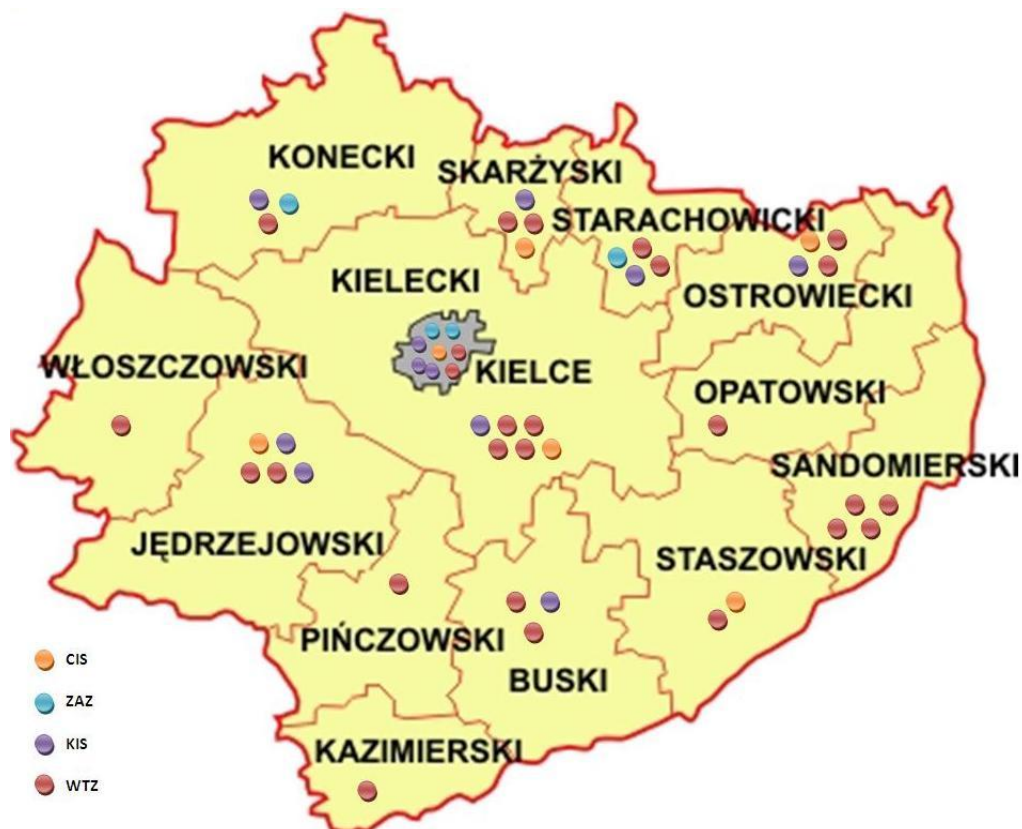 KONECKI
SKARŻYSKI
STARACHOWICKI
KIELECKI
OSTROWIECKI
WŁOSZCZOWSKI
KIELCE
OPATOWSKI
SANDOMIERSKI
JĘDRZEJOWSKI
STASZOWSKI
PIŃCZOWSKI
BUSKI
KAZIMIERSKI
CIS
ZAZ
KIS
WTZ